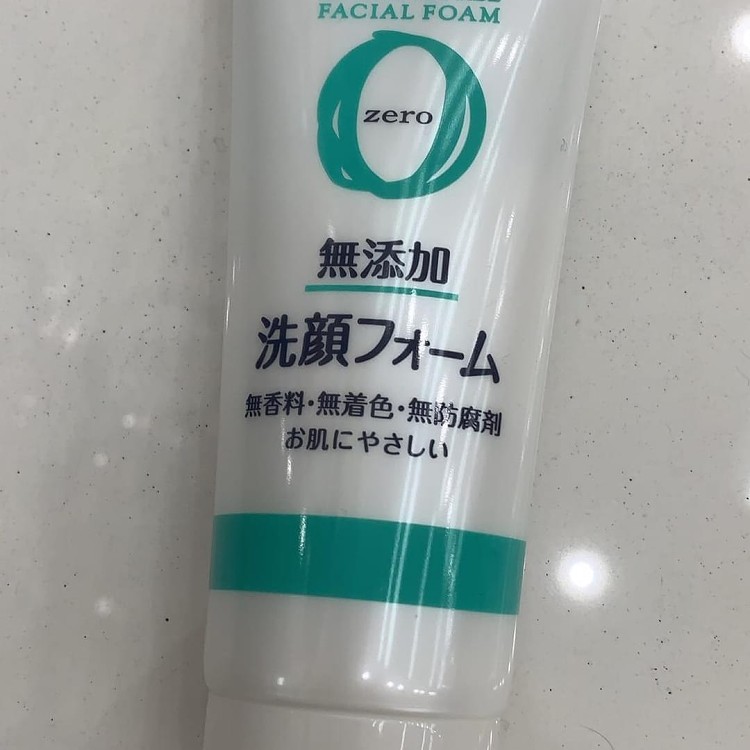 FACIAL FOAM
zero
無添加
洗顔フォーム
無香料・無着色・無防腐剤
お肌にやさしい